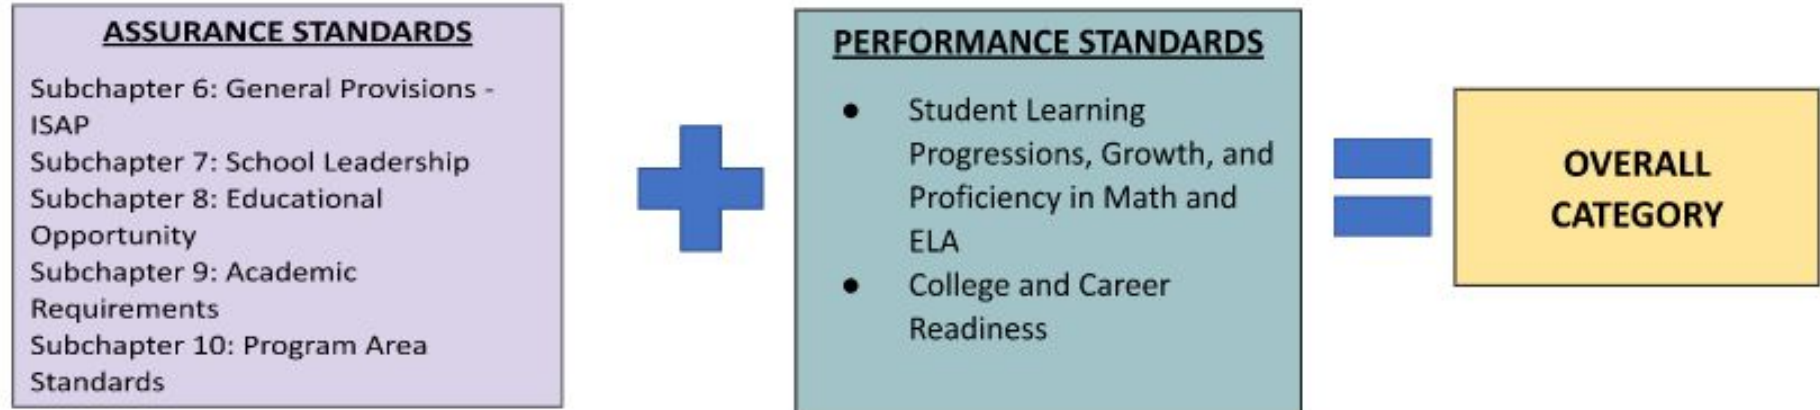 ASSURANCE STANDARDS
Subchapter 6: General Provisions -
ISAP
Subchapter 7: School Leadership
Subchapter 8: Educational
Opportunity
Subchapter 9: Academic
Requirements
Subchapter 10: Program Area
Standards
PERFORMANCE STANDARDS
● Student Learning
Progressions, Growth, and
Proficiency in Math and
ELA
● College and Career
Readiness
OVERALL
CATEGORY